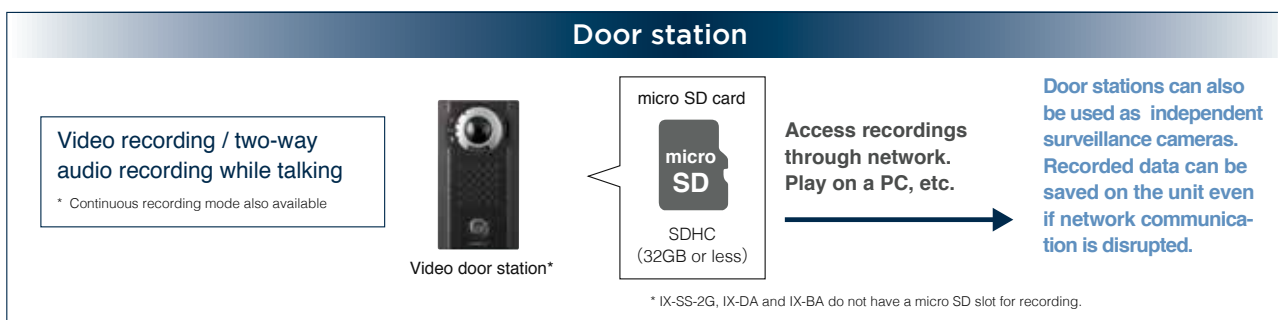 Door station
Video recording / two-way
audio recording while talking
* Continuous recording mode also available
Video door station*
micro SD card
micro
SD
SDHC
(32GB or less)
Access recordings
through network.
Play on a PC, etc.
Door stations can also
be used as independent
surveillance cameras.
Recorded data can be
saved on the unit even
if network communica-
tion is disrupted.
* IX-SS-2G, IX-DA and IX-BA do not have a micro SD slot for recording.